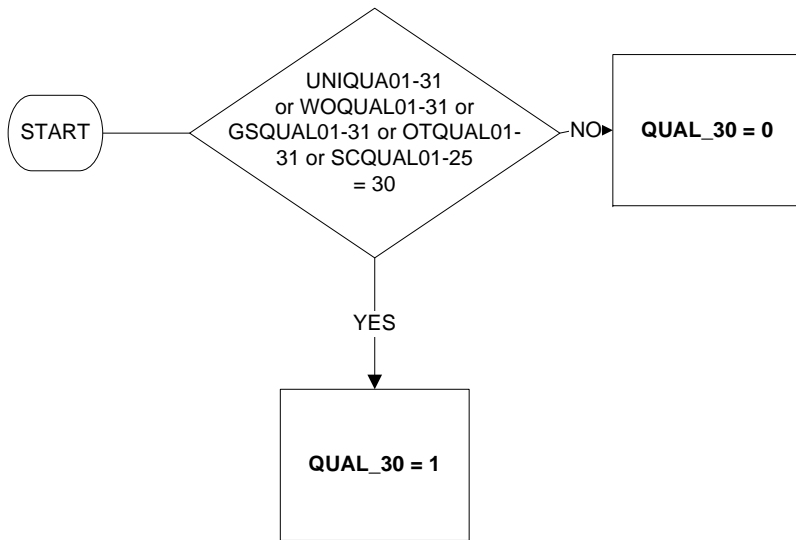 START
UNIQUA01-31
or WOQUAL01-31 or
GSQUAL01-31 or OTQUAL01-
31 or SCQUAL01-25
= 30
NO
QUAL_30 = 0
YES
QUAL_30 = 1